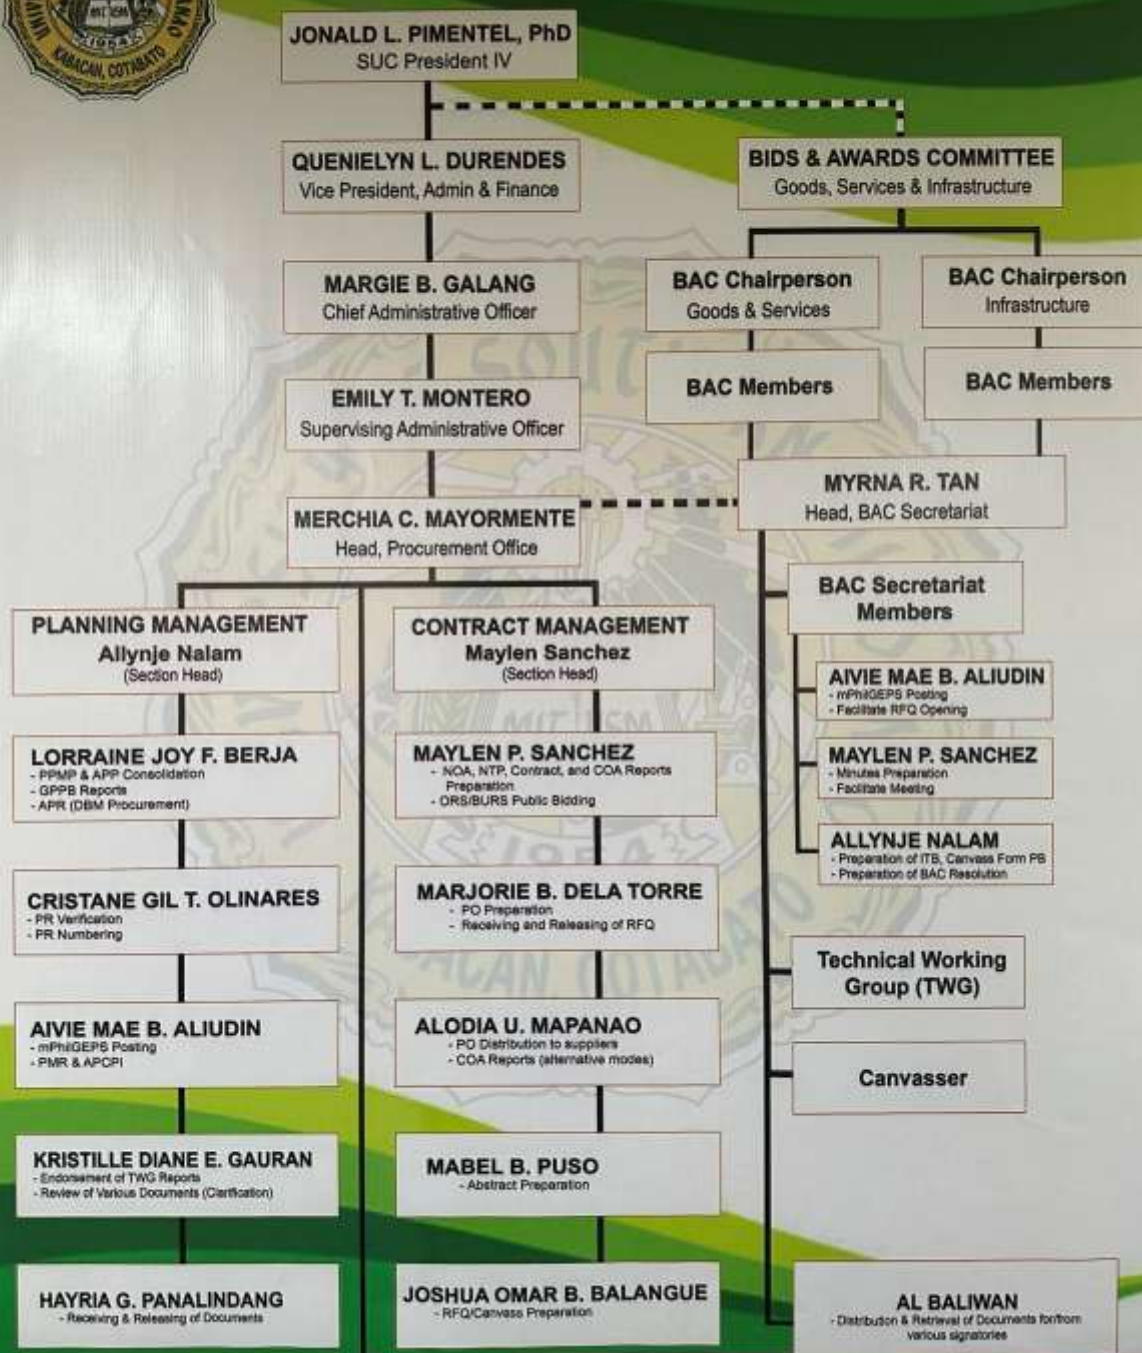 MIT USM
1954
KABACAN, COTABATO
JONALD L. PIMENTEL, PhD
SUC President IV
QUENIELYN L. DURENDES
Vice President, Admin & Finance
BIDS & AWARDS COMMITTEE
Goods, Services & Infrastructure
MARGIE B. GALANG
Chief Administrative Officer
BAC Chairperson
Goods & Services
BAC Chairperson
Infrastructure
EMILY T. MONTERO
Supervising Administrative Officer
BAC Members
BAC Members
MERCHIA C. MAYORMENTE
Head, Procurement Office
MYRNA R. TAN
Head, BAC Secretariat
PLANNING MANAGEMENT
Allynje Nalam
(Section Head)
CONTRACT MANAGEMENT
Maylen Sanchez
(Section Head)
BAC Secretariat
Members
AIVIE MAE B. ALIUDIN
- mPhilGEPS Posting
- Facilitate RFQ Opening
MAYLEN P. SANCHEZ
- Minutes Preparation
- Facilitate Meeting
ALLYNJE NALAM
- Preparation of ITB, Canvass Form PB
- Preparation of BAC Resolution
LORRAINE JOY F. BERJA
- PPMP & APP Consolidation
- GPPB Reports
- APR (DBM Procurement)
MAYLEN P. SANCHEZ
- NOA, NTP, Contract, and COA Reports
Preparation
- ORS/BURS Public Bidding
CRISTANE GIL T. OLINARES
- PR Verification
- PR Numbering
MARJORIE B. DELA TORRE
- PO Preparation
- Receiving and Releasing of RFQ
Technical Working
Group (TWG)
AIVIE MAE B. ALIUDIN
- mPhilGEPS Posting
- PMR & APCPI
ALODIA U. MAPANAO
- PO Distribution to suppliers
- COA Reports (alternative modes)
Canvasser
KRISTILLE DIANE E. GAURAN
- Endorsement of TWG Reports
- Review of Various Documents (Clarification)
MABEL B. PUSO
- Abstract Preparation
HAYRIA G. PANALINDANG
- Receiving & Releasing of Documents
JOSHUA OMAR B. BALANGUE
- RFQ/Canvass Preparation
AL BALIWAN
- Distribution & Retrieval of Documents for/from
various signatories
MIT USM
1954
KABACAN, COTABATO